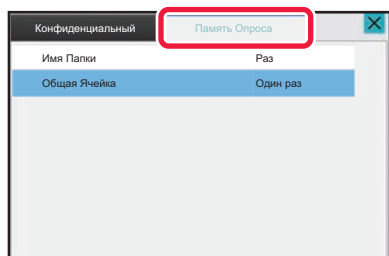 Конфиденциальный Память Опроса
Имя Папки Раз
Общая Ячейка Один раз